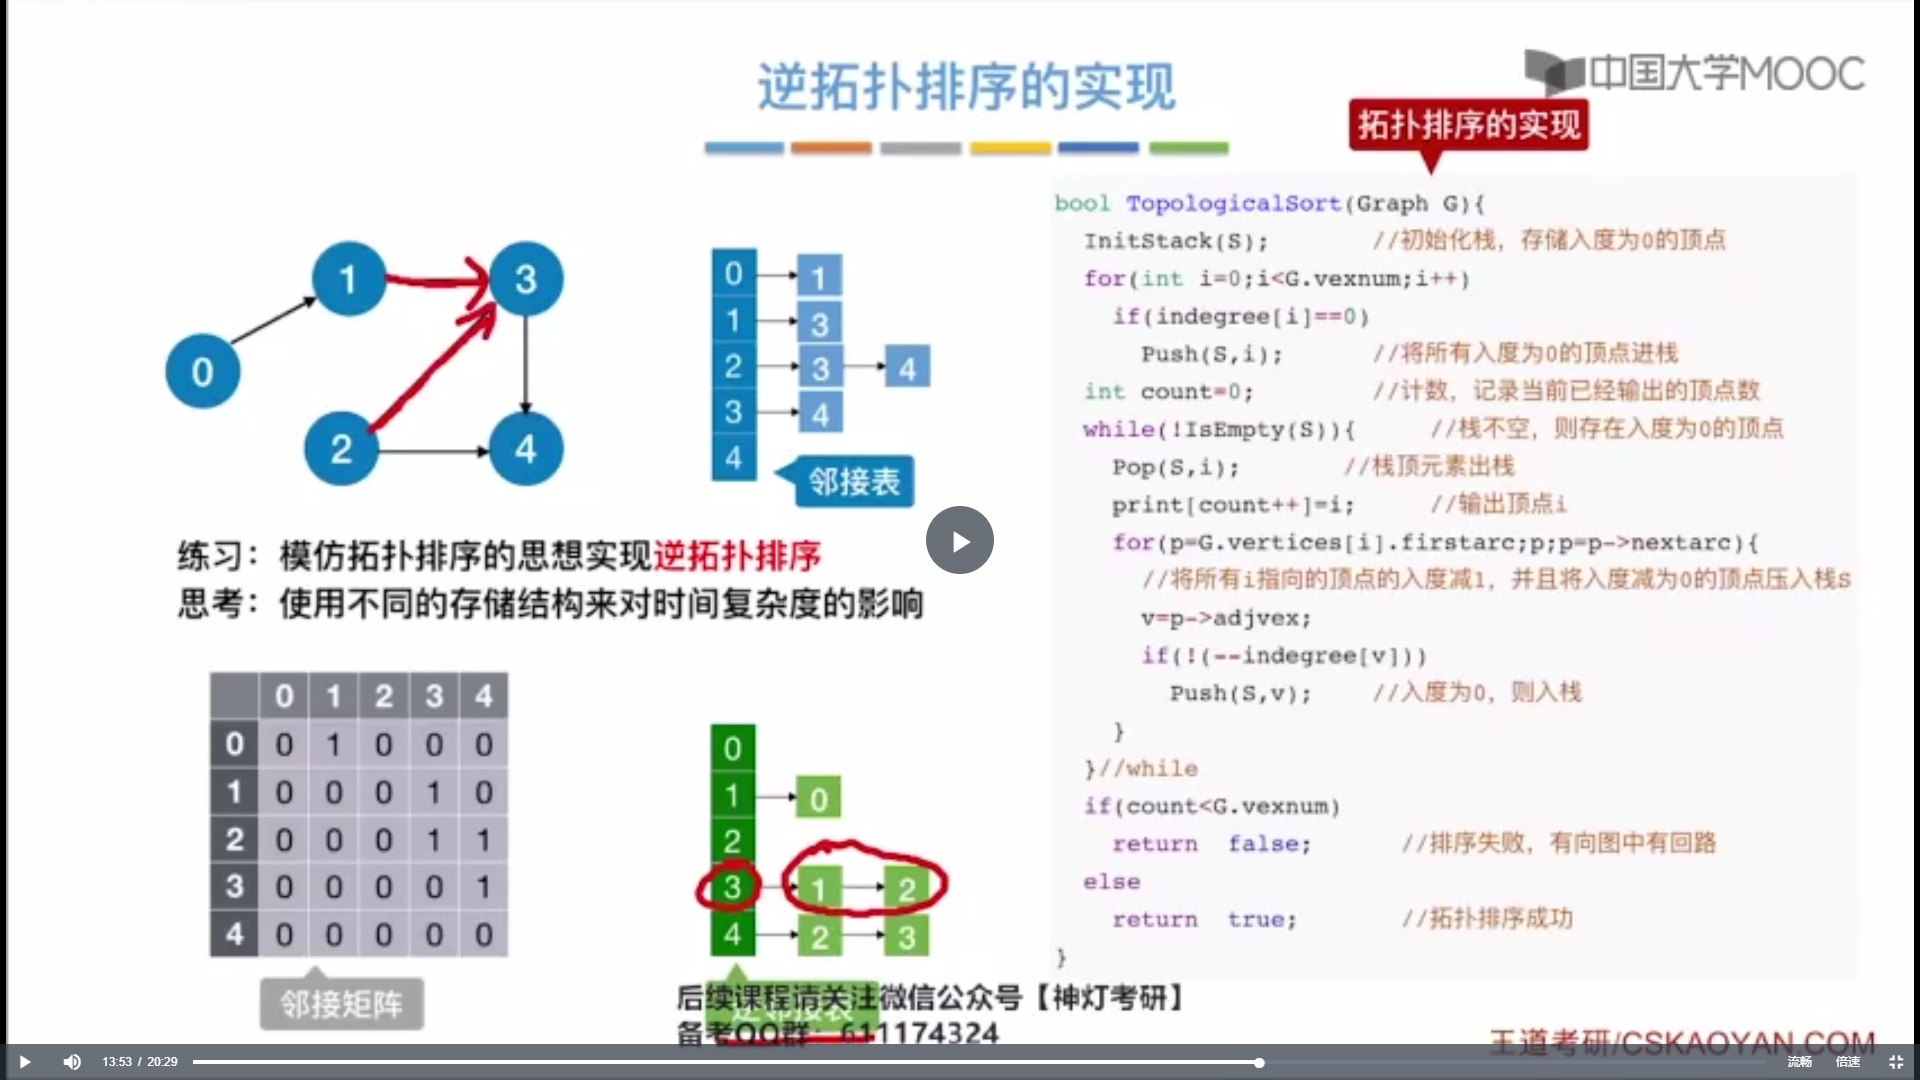 逆拓扑排序的实现
中国大学MOOC
拓扑排序的实现
0
1
3
2
4
0 1
1 3
2 3 4
3 4
4
邻接表
练习：模仿拓扑排序的思想实现逆拓扑排序
思考：使用不同的存储结构来对时间复杂度的影响
0 1 2 3 4
0 0 1 0 0 0
1 0 0 0 1 0
2 0 0 0 1 1
3 0 0 0 0 1
4 0 0 0 0 0
邻接矩阵
0
1 0
2
3 1 2
4 2 3
逆邻接表
bool TopologicalSort(Graph G){
InitStack(S); //初始化栈，存储入度为0的顶点
for(int i=0;i<G.vexnum;i++)
if(indegree[i]==0)
Push(S,i); //将所有入度为0的顶点进栈
int count=0; //计数，记录当前已经输出的顶点数
while(!IsEmpty(S)){ //栈不空，则存在入度为0的顶点
Pop(S,i); //栈顶元素出栈
print[count++]=i; //输出顶点i
for(p=G.vertices[i].firstarc;p;p=p->nextarc){
//将所有i指向的顶点的入度减1，并且将入度减为0的顶点压入栈S
v=p->adjvex;
if(!(--indegree[v]))
Push(S,v); //入度为0，则入栈
}
}//while
if(count<G.vexnum)
return false; //排序失败，有向图中有回路
else
return true; //拓扑排序成功
}
后续课程请关注微信公众号【神灯考研】
备考QQ群：611174324
王道考研/CSKAOYAN.COM
13:53 / 20:29
流畅
倍速